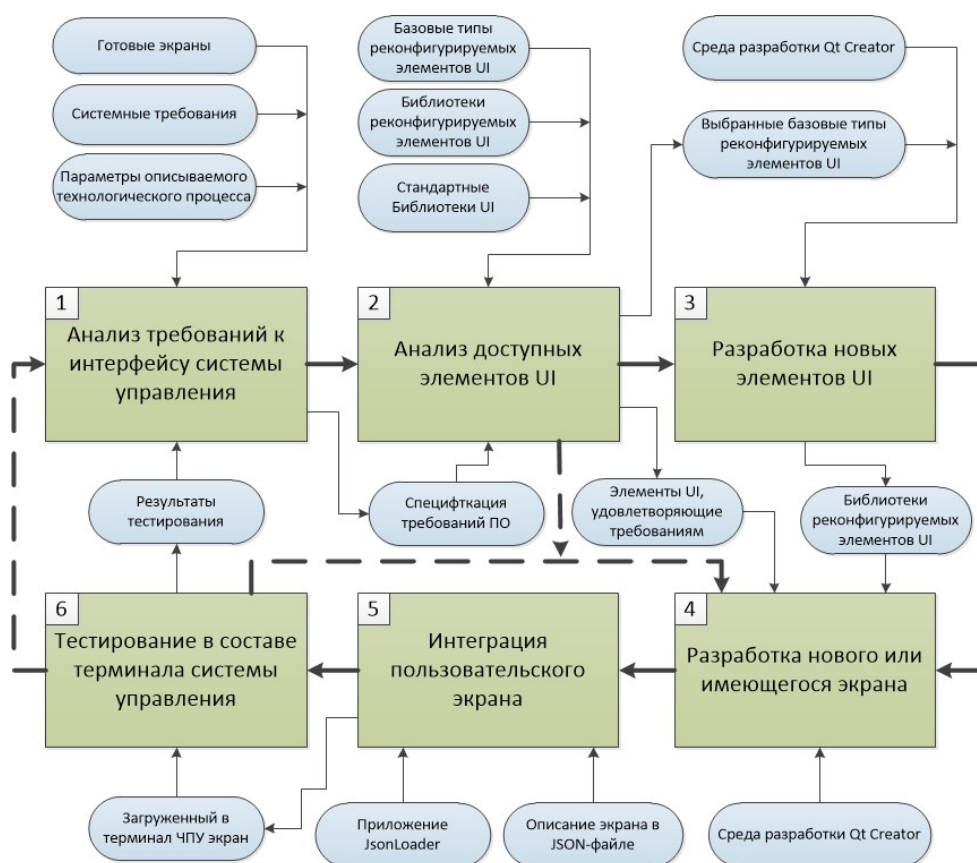 Готовые экраны
Системные требования
Параметры описываемого
технологического процесса
Базовые типы
реконфигурируемых
элементов UI
Библиотеки
реконфигурируемых
элементов UI
Стандартные
Библиотеки UI
Среда разработки Qt Creator
Выбранные базовые типы
реконфигурируемых
элементов UI
1
Анализ требований к
интерфейсу системы
управления
2
Анализ доступных
элементов UI
3
Разработка новых
элементов UI
Результаты
тестирования
Специфткация
требований ПО
Элементы UI,
удовлетворяющие
требованиям
Библиотеки
реконфигурируемых
элементов UI
6
Тестирование в составе
терминала системы
управления
5
Интеграция
пользовательского
экрана
4
Разработка нового или
имеющегося экрана
Загруженный в
терминал ЧПУ экран
Приложение
JsonLoader
Описание экрана в
JSON-файле
Среда разработки Qt Creator